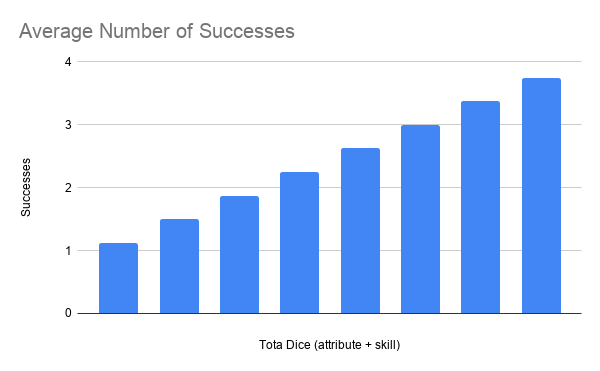 Average Number of Successes
4
3
2
1
0
Successes
Tota Dice (attribute + skill)